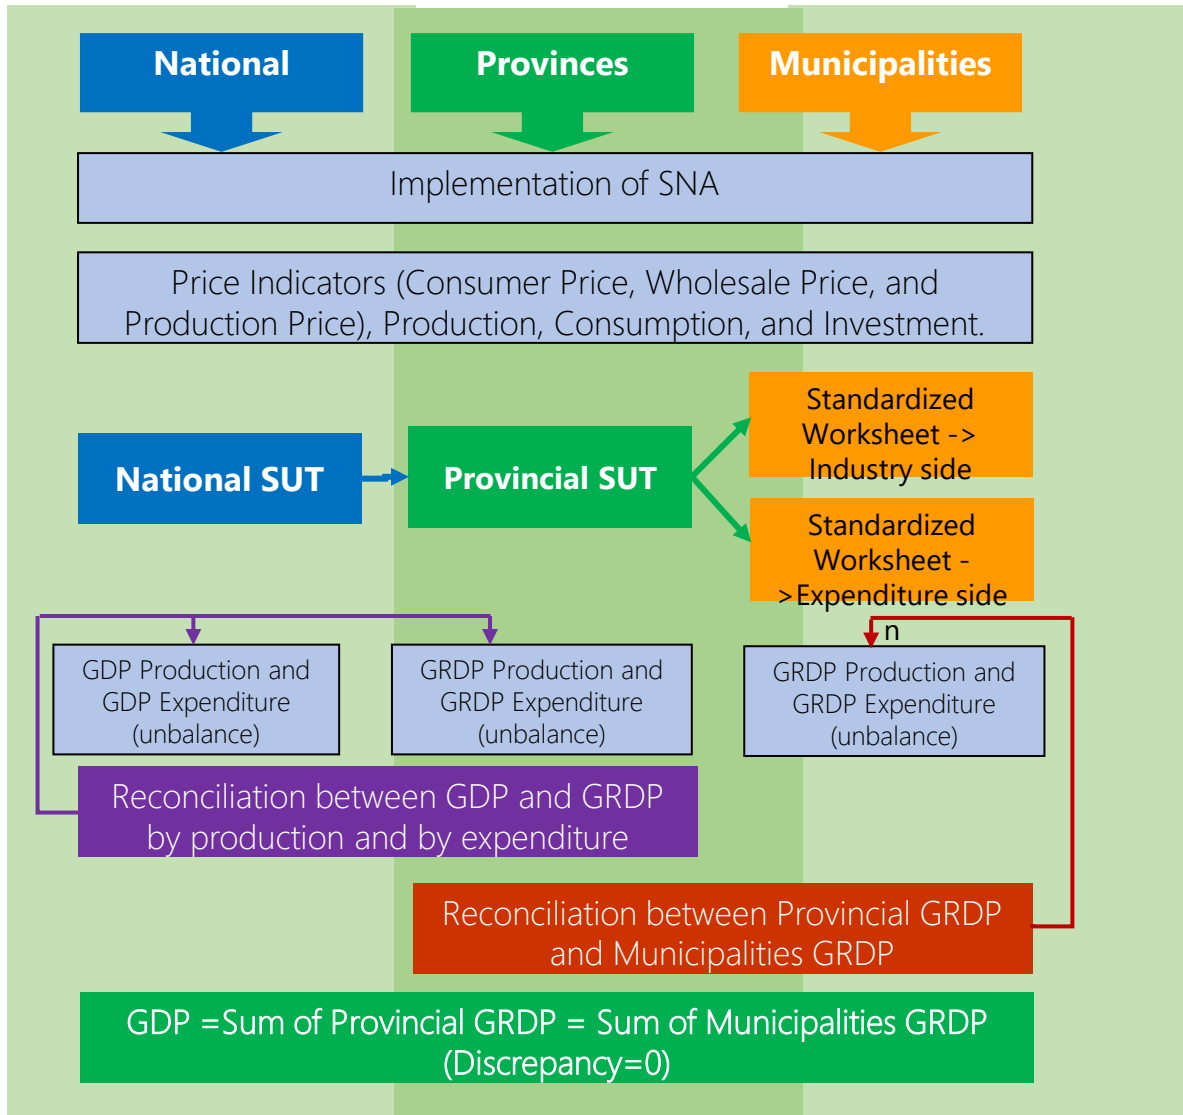 National
Provinces
Municipalities
Implementation of SNA
Price Indicators (Consumer Price, Wholesale Price, and
Production Price), Production, Consumption, and Investment.
National SUT
Provincial SUT
Standardized
Worksheet ->
Industry side
Standardized
Worksheet -
>Expenditure side
n
GDP Production and
GDP Expenditure
(unbalance)
GRDP Production and
GRDP Expenditure
(unbalance)
GRDP Production and
GRDP Expenditure
(unbalance)
Reconciliation between GDP and GRDP
by production and by expenditure
Reconciliation between Provincial GRDP
and Municipalities GRDP
GDP =Sum of Provincial GRDP = Sum of Municipalities GRDP
(Discrepancy=0)